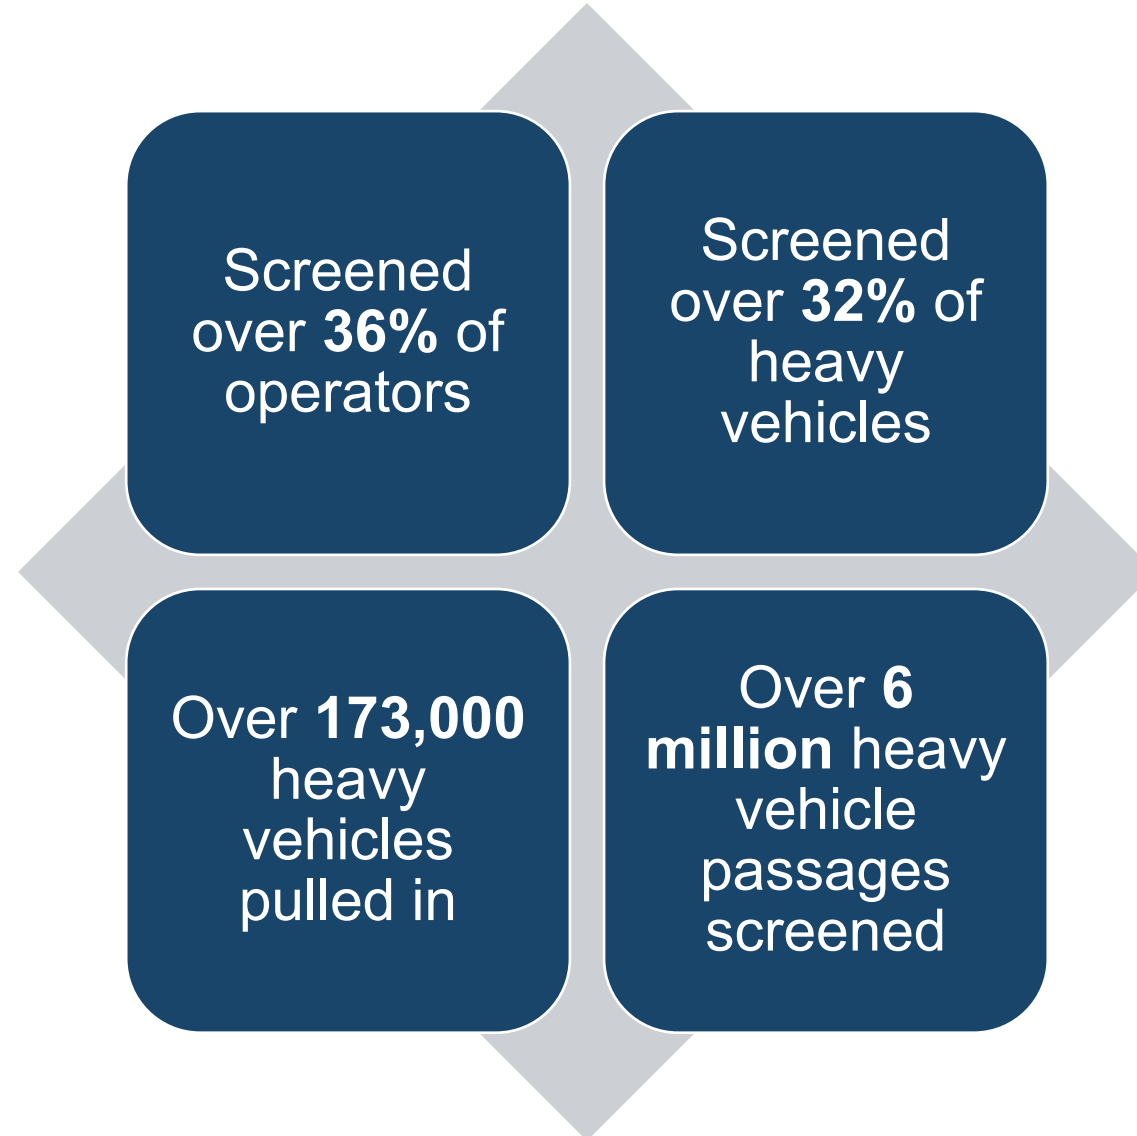 Screened
over 36% of
operators
Screened
over 32% of
heavy
vehicles
Over 173,000
heavy
vehicles
pulled in
Over 6
million heavy
vehicle
passages
screened